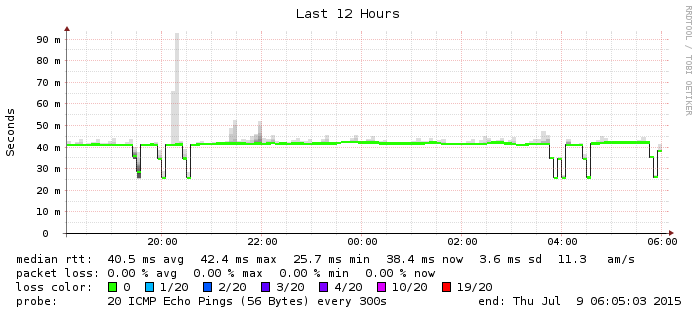 Last 12 Hours
RRDTOOL / TOBI OETIKER
Seconds
90 m
80 m
70 m
60 m
50 m
40 m
30 m
20 m
10 m
0
20:00 22:00 00:00 02:00 04:00 06:00
median rtt: 40.5 ms avg 42.4 ms max 25.7 ms min 38.4 ms now 3.6 ms sd 11.3 am/s
packet loss: 0.00 % avg 0.00 % max 0.00 % min 0.00 % now
loss color: 0 1/20 2/20 3/20 4/20 10/20 19/20
probe: 20 ICMP Echo Pings (56 Bytes) every 300s end: Thu Jul 9 06:05:03 2015